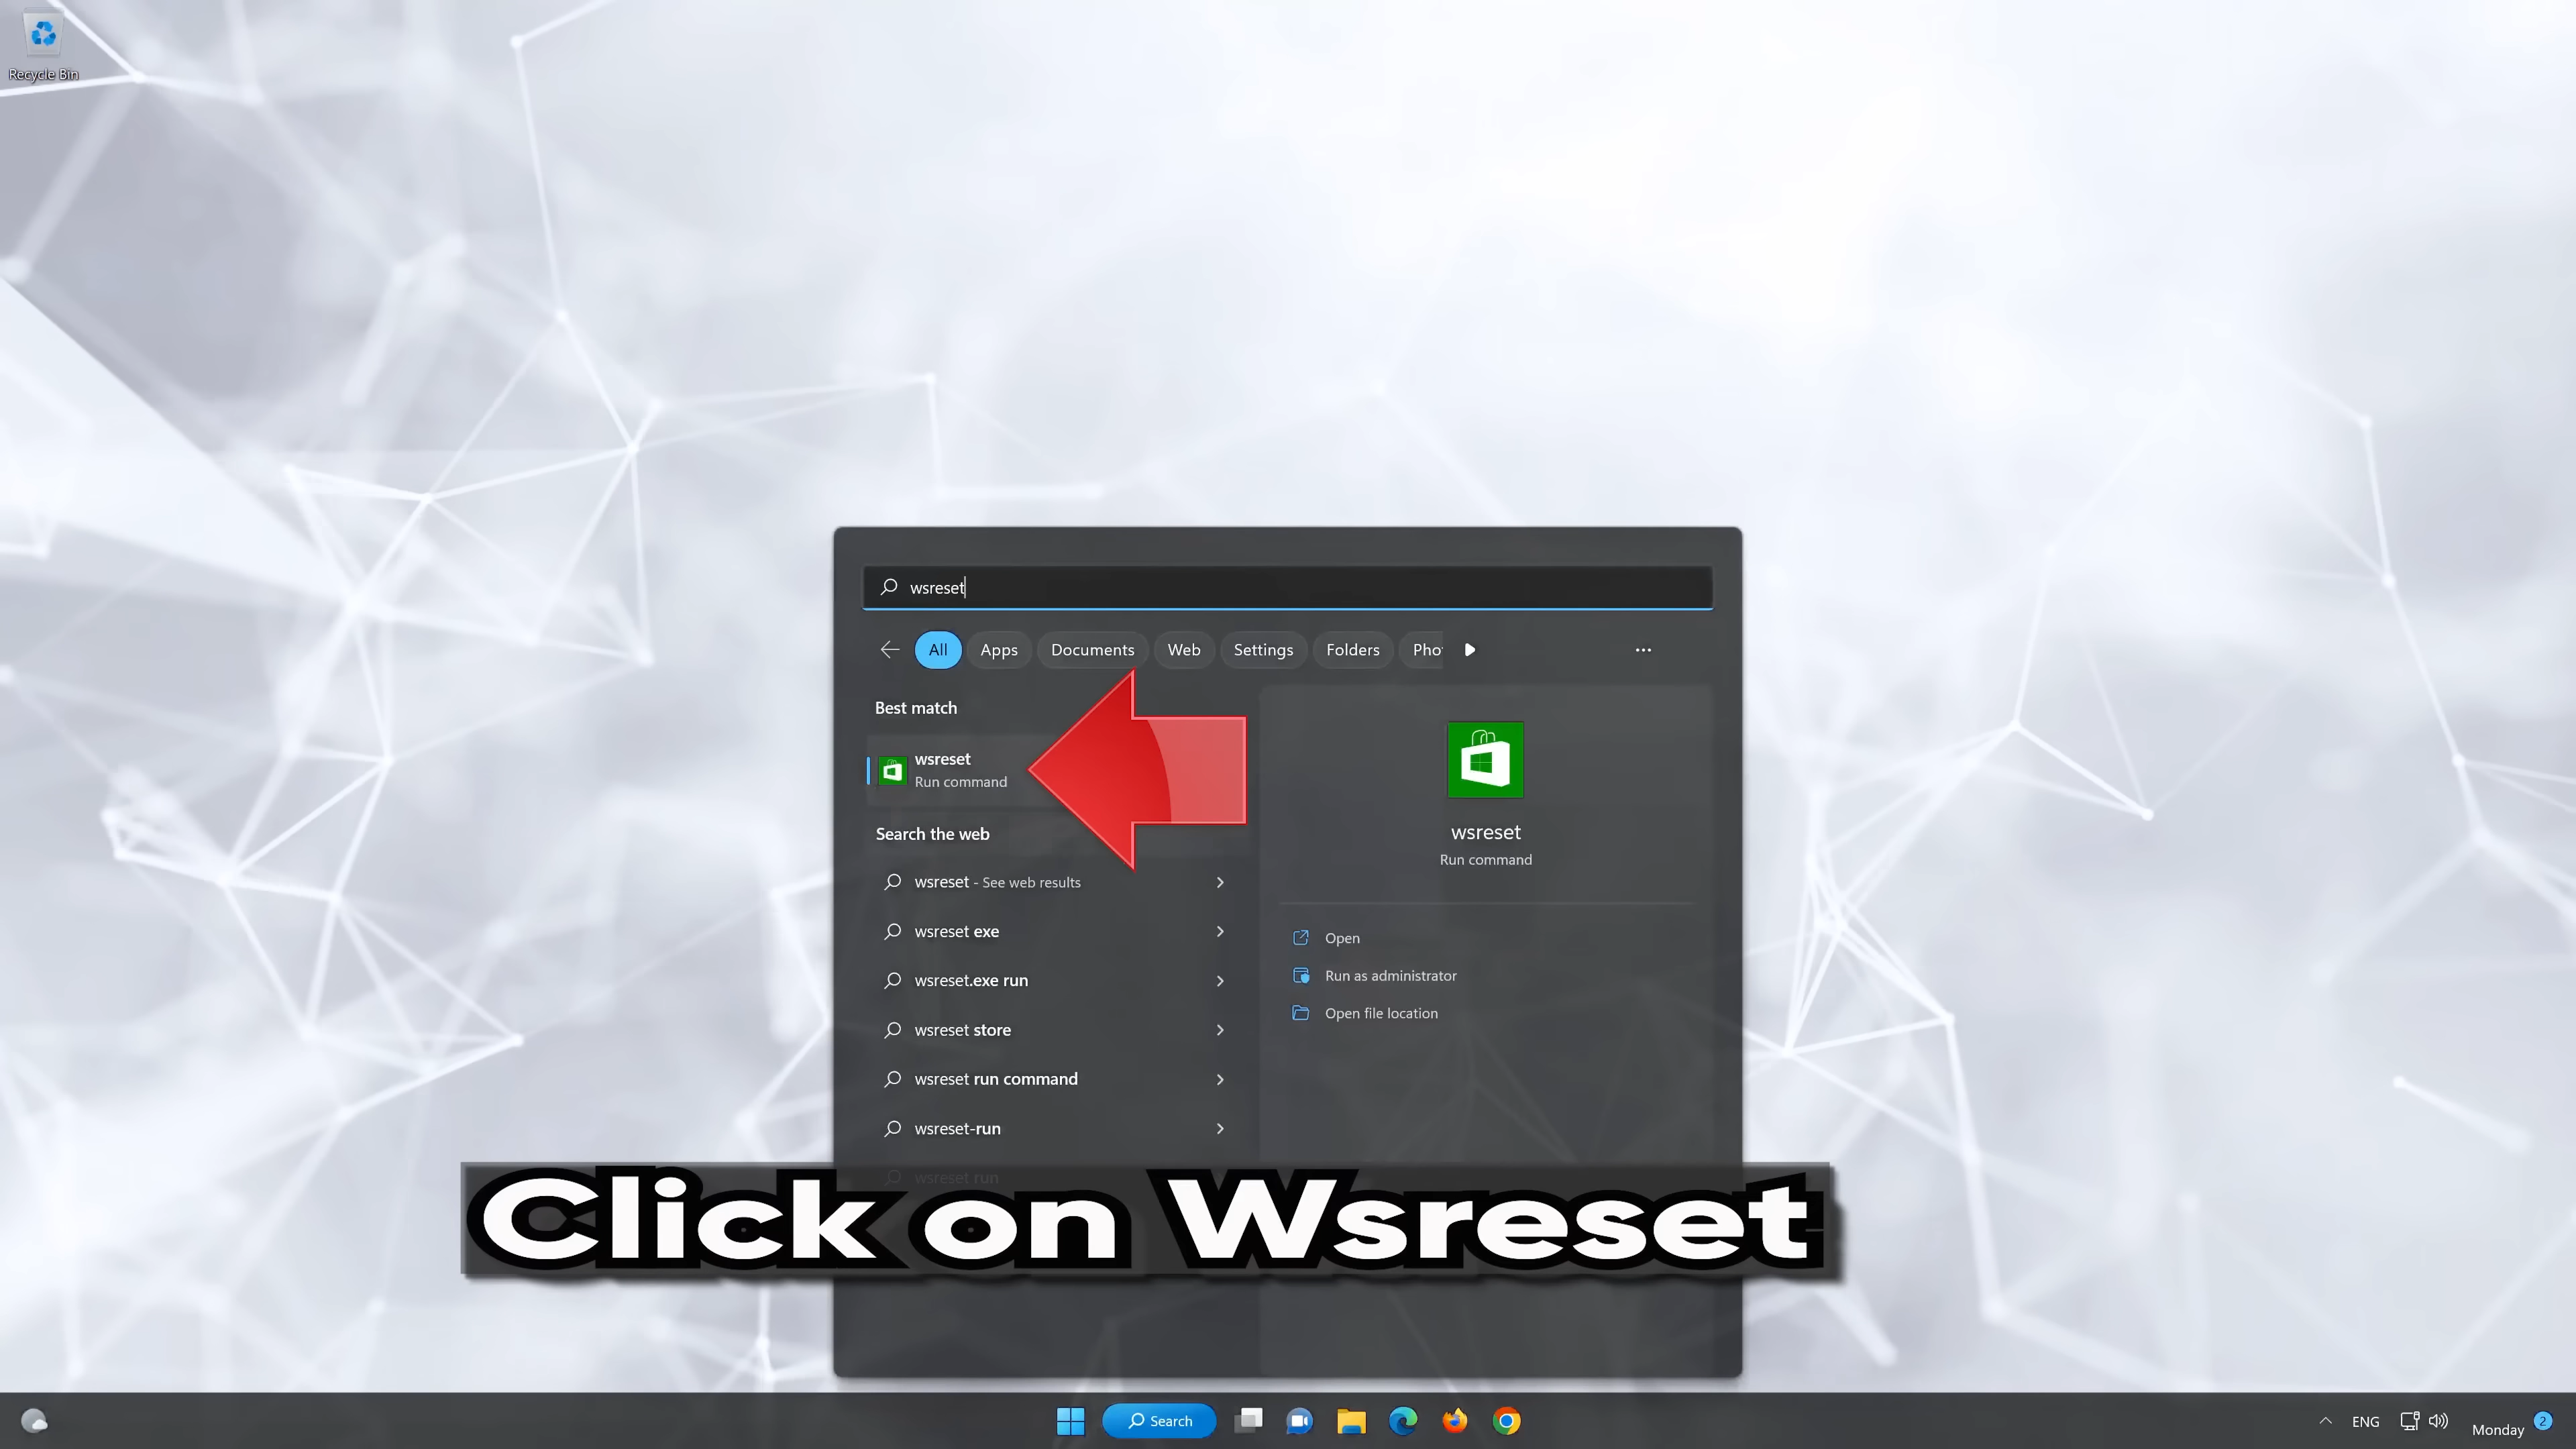 Recycle Bin
wsreset
All
Apps
Documents
Web
Settings
Folders
Pho
Best match
wsreset
Run command
Search the web
wsreset - See web results
wsreset exe
wsreset.exe run
wsreset store
wsreset run command
wsreset-run
wsreset run
wsreset
Run command
Open
Run as administrator
Open file location
Click on Wsreset
Search
ENG
Monday
2